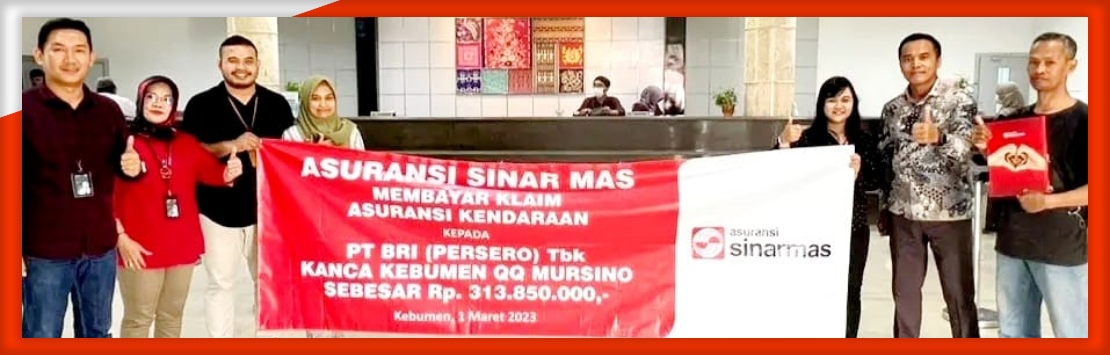 ASURANSI SINAR MAS
MEMBAYAR KLAIM
ASURANSI KENDARAAN
KEPADA
PT BRI (PERSERO) Tbk
KANCA KEBUMEN QQ MURSINO
SEBESAR Rp. 313.850.000,-
Kebumen, 1 Maret 2023
asuransi
sinarmas